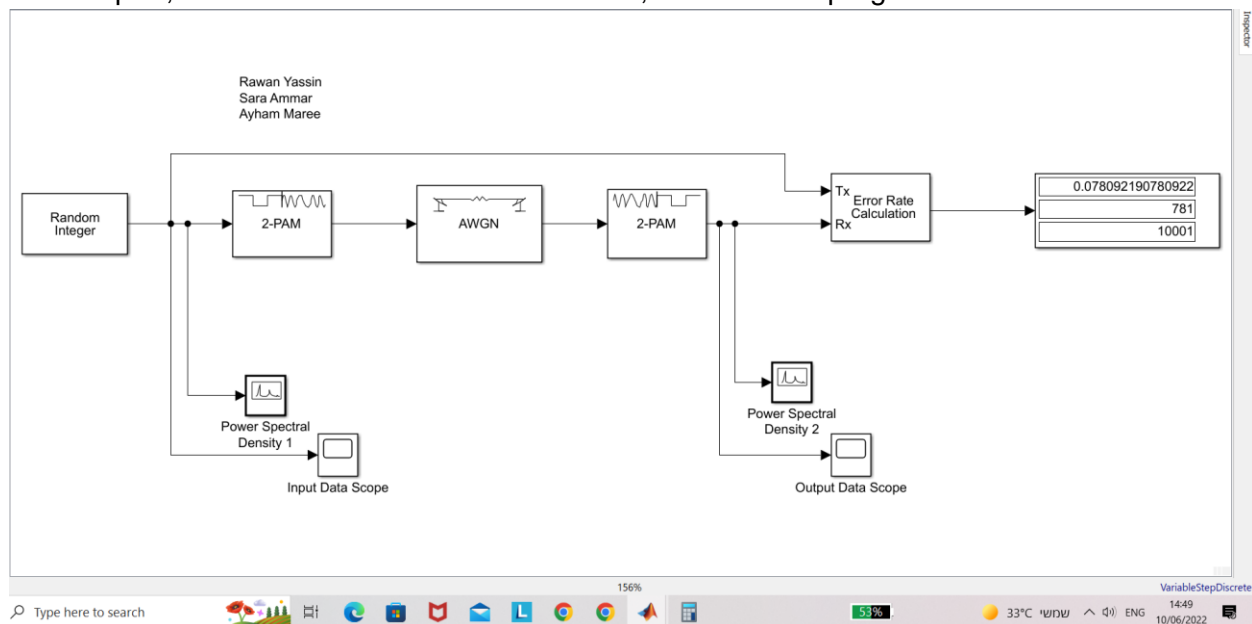 Inspector
Rawan Yassin
Sara Ammar
Ayham Maree
Random
Integer
2-PAM
AWGN
2-PAM
Tx
Rx
Error Rate
Calculation
0.078092190780922
781
10001
Power Spectral
Density 1
Input Data Scope
Power Spectral
Density 2
Output Data Scope
156%
VariableStepDiscrete
Type here to search
53%
33°C שמשי
ENG
14:49
10/06/2022